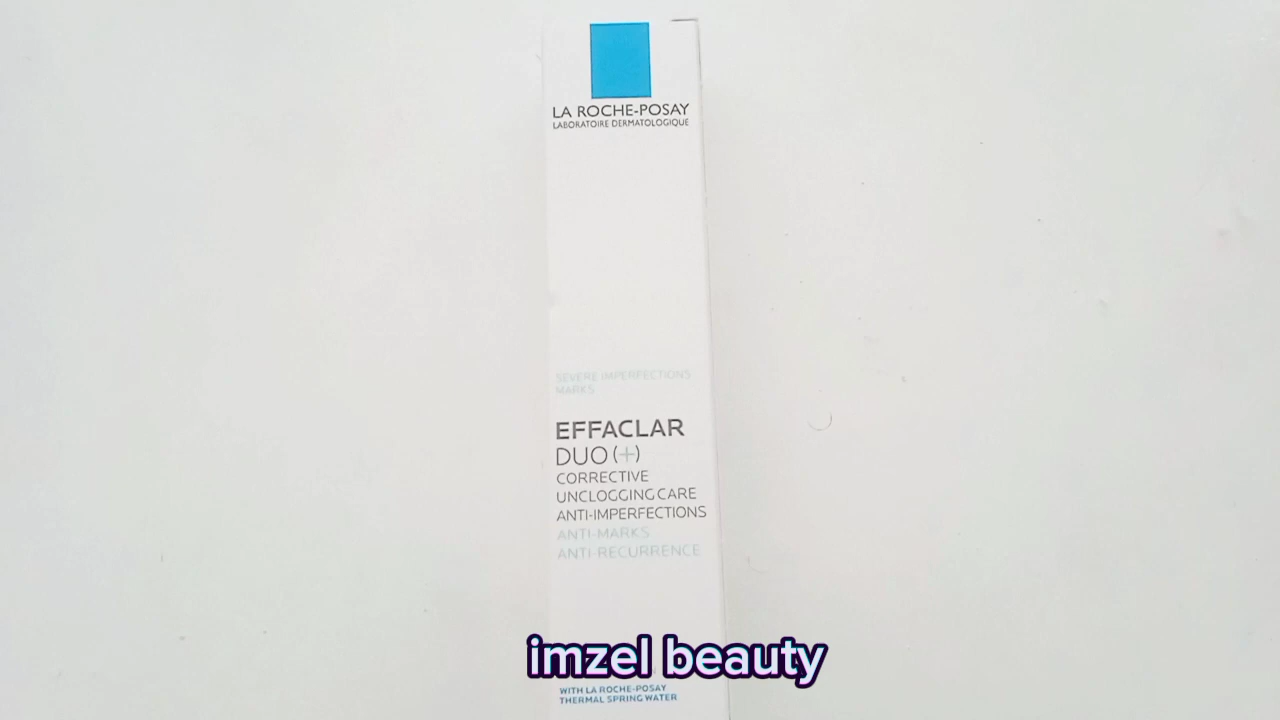 LA ROCHE-POSAY
LABORATOIRE DERMATOLOGIQUE
SEVERE IMPERFECTIONS
MARKS
EFFACLAR
DUO (+)
CORRECTIVE
UNCLOGGING CARE
ANTI-IMPERFECTIONS
ANTI-MARKS
ANTI-RECURRENCE
imzel beauty
WITH LA ROCHE-POSAY
THERMAL SPRING WATER